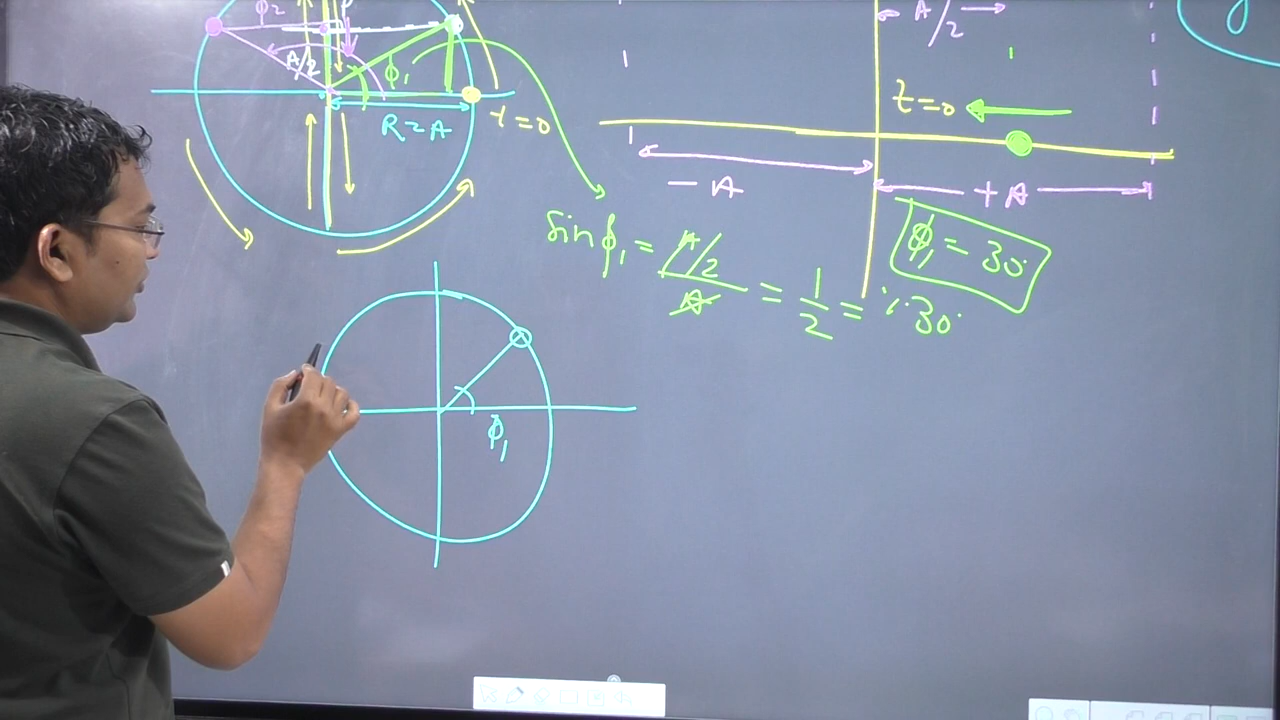 ϕ₂
A/2
ϕ₁
R=A
t=0
A/2
t=0
-A
+A
sin ϕ₁ = (A/2)/A = 1/2 = i.30°
ϕ₁ = 30°
ϕ₁